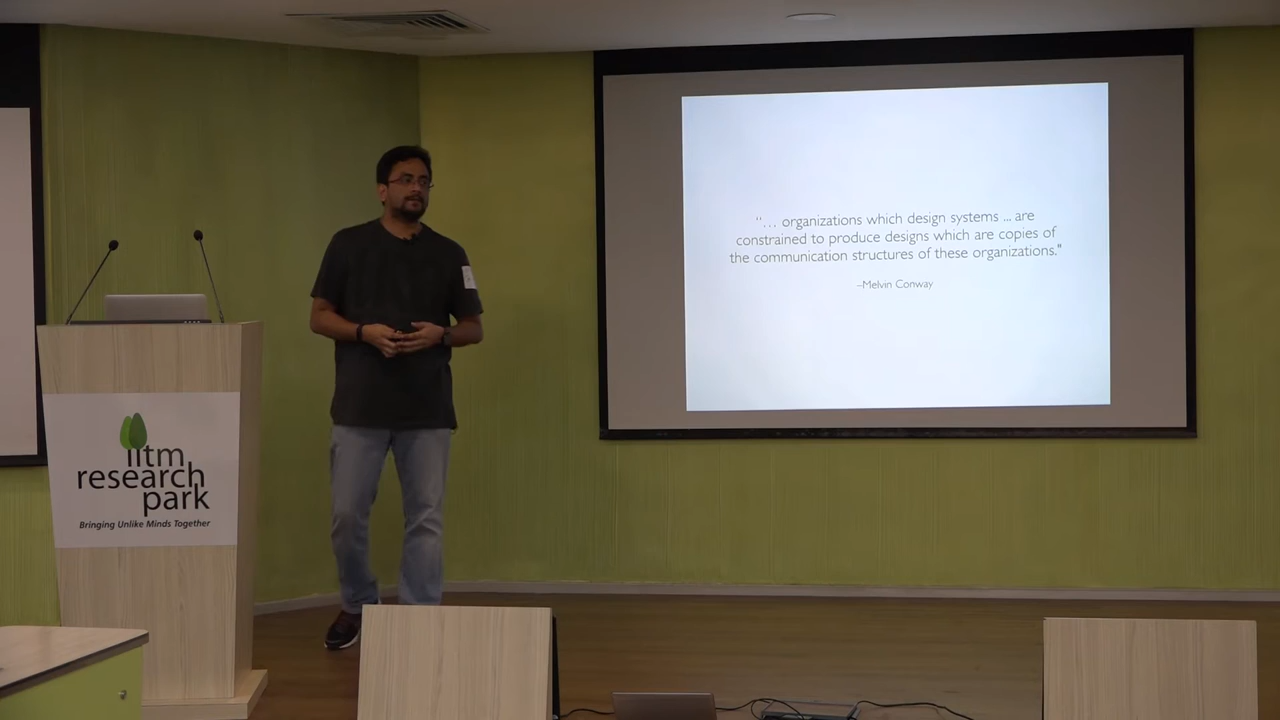 “… organizations which design systems ... are
constrained to produce designs which are copies of
the communication structures of these organizations."
–Melvin Conway
iitm
research
park
Bringing Unlike Minds Together